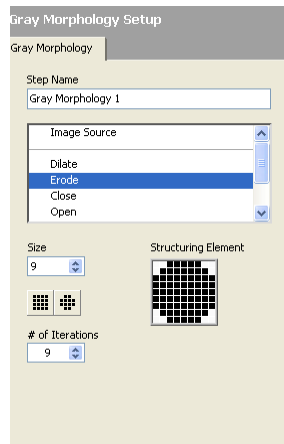 Gray Morphology Setup
Gray Morphology
Step Name
Gray Morphology 1
Image Source
Dilate
Erode
Close
Open
Size
Structuring Element
9
# of Iterations
9